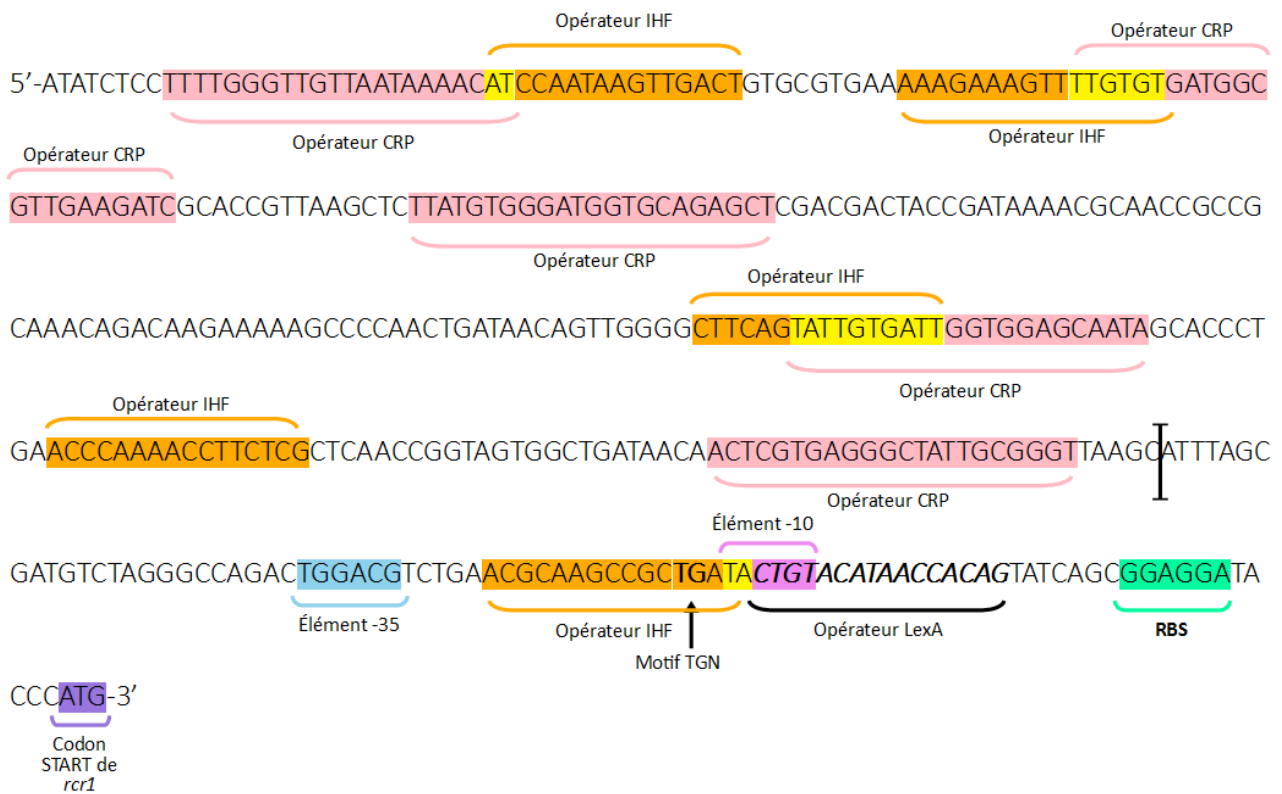 Opérateur IHF
Opérateur CRP
5’-ATATCTCCTTTTGGGTTGTTAATAAAACATCCAATAAGTTGACTGTGCGTGAAAAAGAAAGTTTTGTGTGATGGC
Opérateur CRP
Opérateur IHF
Opérateur CRP
GTTGAAGATCGCACCGTTAAGCTCTTATGTGGGATGGTGCAGAGCTCGACGACTACCGATAAAACGCAACCGCCG
Opérateur CRP
Opérateur IHF
CAAACAGACAAGAAAAAGCCCCAACTGATAACAGTTGGGGCTTCAGTATTGTGATTGGTGGAGCAATAGCACCCT
Opérateur CRP
Opérateur IHF
GAACCCAAAACCTTCTCGCTCAACCGGTAGTGGCTGATAACAACTCGTGAGGGCTATTGCGGGTTAAGCATTTAGC
Opérateur CRP
Élément -10
GATGTCTAGGGCCAGACTGGACGTCTGAACGCAAGCCGCTGATACTGTACATAACCACAGTATCAGCGGAGGATA
Élément -35
Opérateur IHF
Opérateur LexA
RBS
Motif TGN
CCCATG-3’
Codon
START de
rcr1